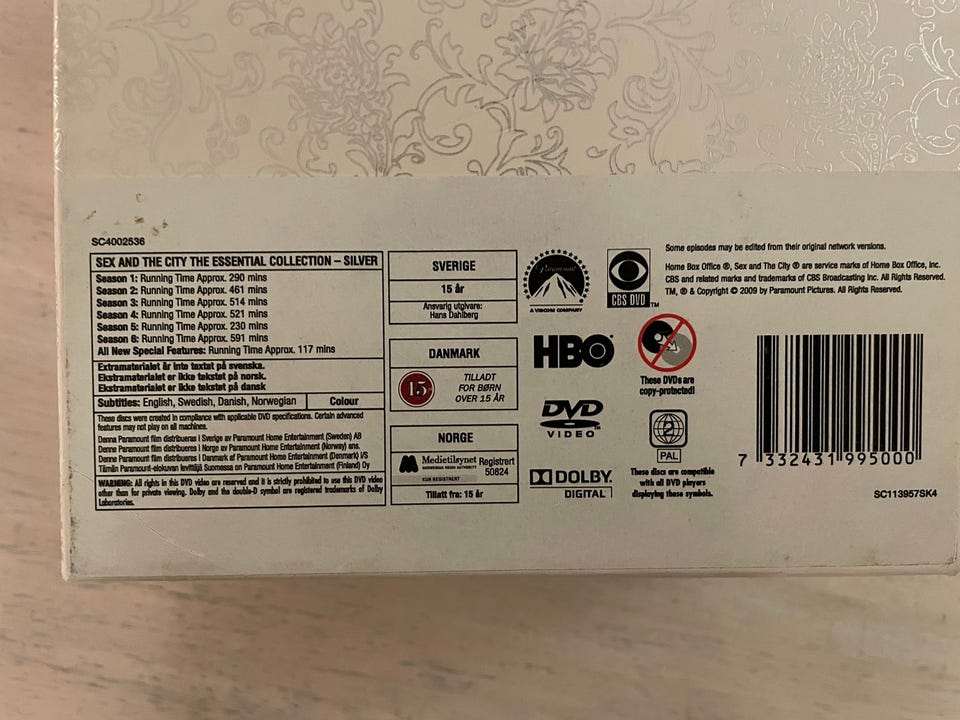 SC4002536
SEX AND THE CITY THE ESSENTIAL COLLECTION – SILVER
Season 1: Running Time Approx. 290 mins
Season 2: Running Time Approx. 461 mins
Season 3: Running Time Approx. 514 mins
Season 4: Running Time Approx. 521 mins
Season 5: Running Time Approx. 230 mins
Season 6: Running Time Approx. 591 mins
All New Special Features: Running Time Approx. 117 mins
Extramaterialet är inte textat på svenska.
Ekstramaterialet er ikke tekstet på norsk.
Ekstramaterialet er ikke tekstet på dansk
Subtitles: English, Swedish, Danish, Norwegian
Colour
These discs were created in compliance with applicable DVD specifications. Certain advanced
features may not play on all machines.
Denna Paramount film distribueras i Sverige av Paramount Home Entertainment (Sweden) AB
Denne Paramount film distribueres i Norge av Paramount Home Entertainment (Norway) ans.
Denne Paramount film distribueres i Danmark af Paramount Home Entertainment (Denmark) I/S
Tämän Paramount-elokuvan levittäjä Suomessa on Paramount Home Entertainment (Finland) Oy
WARNING: All rights in this DVD video are reserved and it is strictly prohibited to use this DVD video
other than for private viewing. Dolby and the double-D symbol are registered trademarks of Dolby
Laboratories.
SVERIGE
15 år
Ansvarig utgivare:
Hans Dahlberg
DANMARK
15
TILLADT
FOR BØRN
OVER 15 ÅR
NORGE
Medietilsynet
NORWEGIAN MEDIA AUTHORITY
Registrert
50824
Tillatt fra: 15 år
Paramount
A VIACOM COMPANY
CBS DVD TM
HBO®
These DVDs are
copy-protected!
DVD
VIDEO TM
2
PAL
DOLBY
DIGITAL
These discs are compatible
with all DVD players
displaying these symbols.
Some episodes may be edited from their original network versions.
Home Box Office ®, Sex and The City ® are service marks of Home Box Office, Inc.
CBS and related marks and trademarks of CBS Broadcasting Inc. All Rights Reserved.
TM, ® & Copyright © 2009 by Paramount Pictures. All Rights Reserved.
7 332431 995000
SC113957SK4